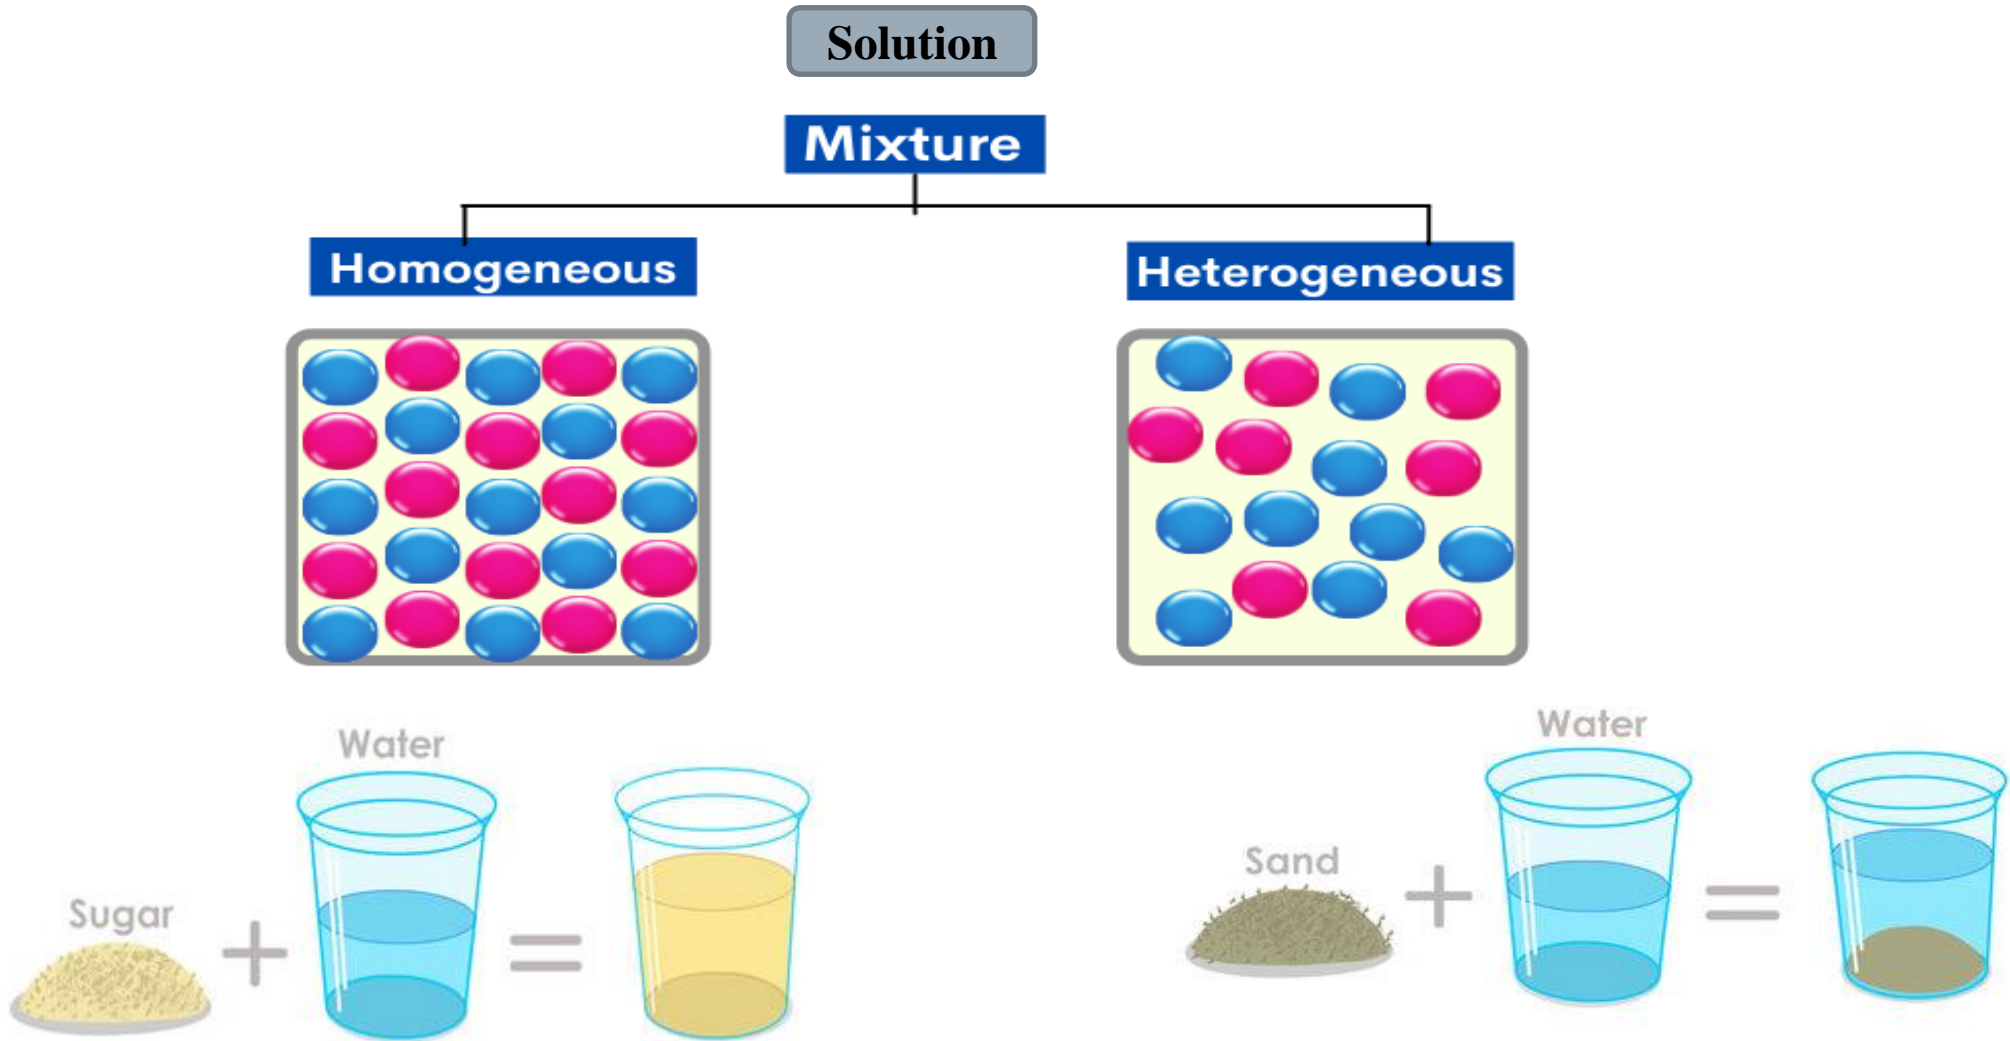 Solution
Mixture
Homogeneous
Heterogeneous
Water
Sugar
+
=
Water
Sand
+
=